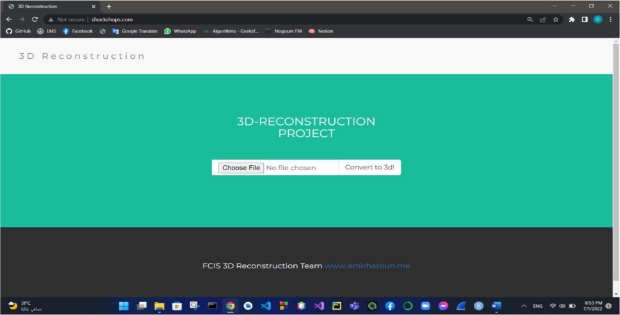 3D Reconstruction
Not secure | shockshops.com
GitHub LMS Facebook Google Translate WhatsApp Algorithms - Geeksf... Nogoum FM Notion
3D Reconstruction
3D-RECONSTRUCTION
PROJECT
Choose File No file chosen Convert to 3d!
FCIS 3D Reconstruction Team www.amirharoun.me
31°C
صافي غالبًا
ENG
8:53 PM
7/1/2022